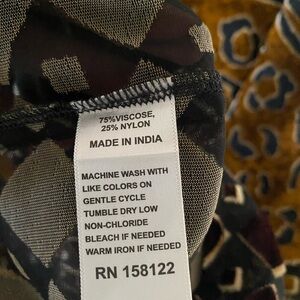 75%VISCOSE,
25% NYLON
MADE IN INDIA
MACHINE WASH WITH
LIKE COLORS ON
GENTLE CYCLE
TUMBLE DRY LOW
NON-CHLORIDE
BLEACH IF NEEDED
WARM IRON IF NEEDED
RN 158122